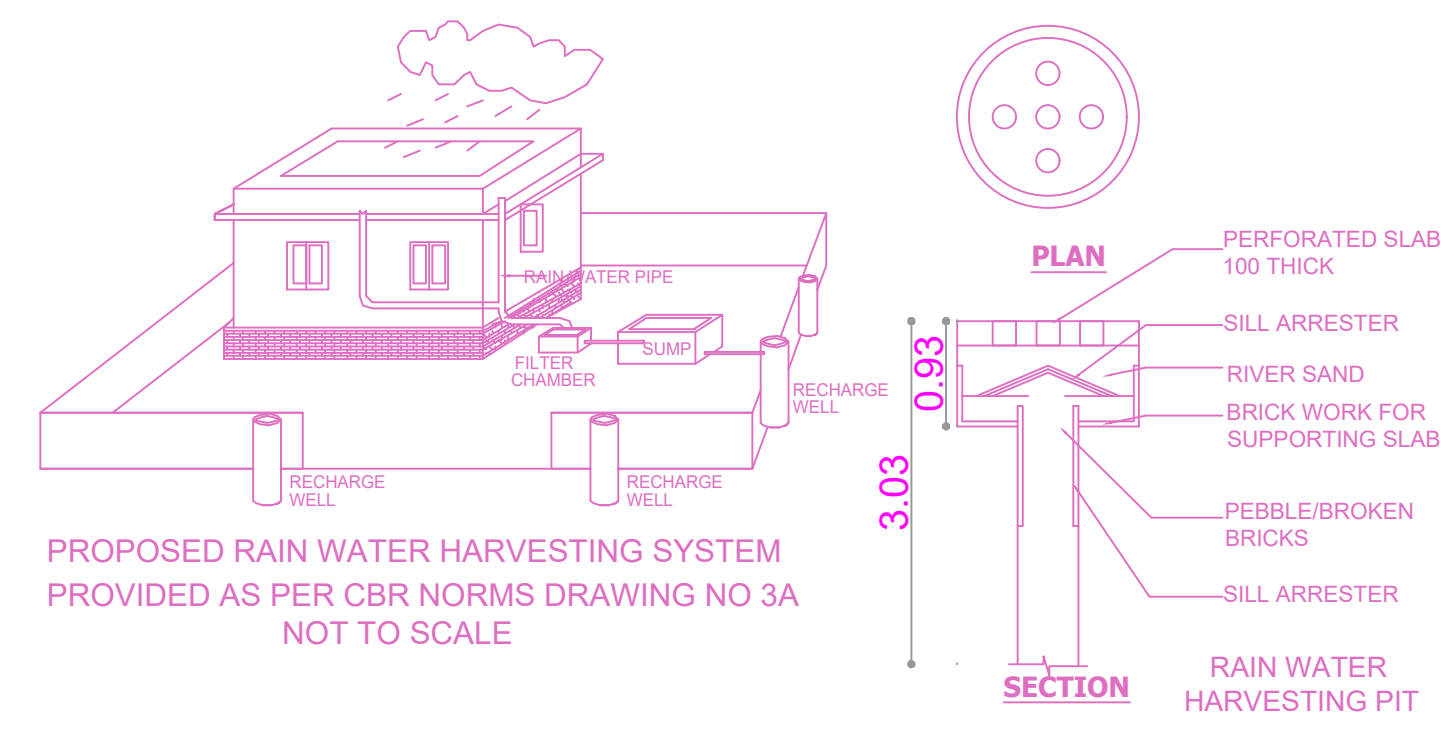 RAIN WATER PIPE
FILTER
CHAMBER
SUMP
RECHARGE
WELL
RECHARGE
WELL
RECHARGE
WELL
PROPOSED RAIN WATER HARVESTING SYSTEM
PROVIDED AS PER CBR NORMS DRAWING NO 3A
NOT TO SCALE
PLAN
PERFORATED SLAB
100 THICK
SILL ARRESTER
RIVER SAND
BRICK WORK FOR
SUPPORTING SLAB
PEBBLE/BROKEN
BRICKS
SILL ARRESTER
0.93
3.03
SECTION
RAIN WATER
HARVESTING PIT